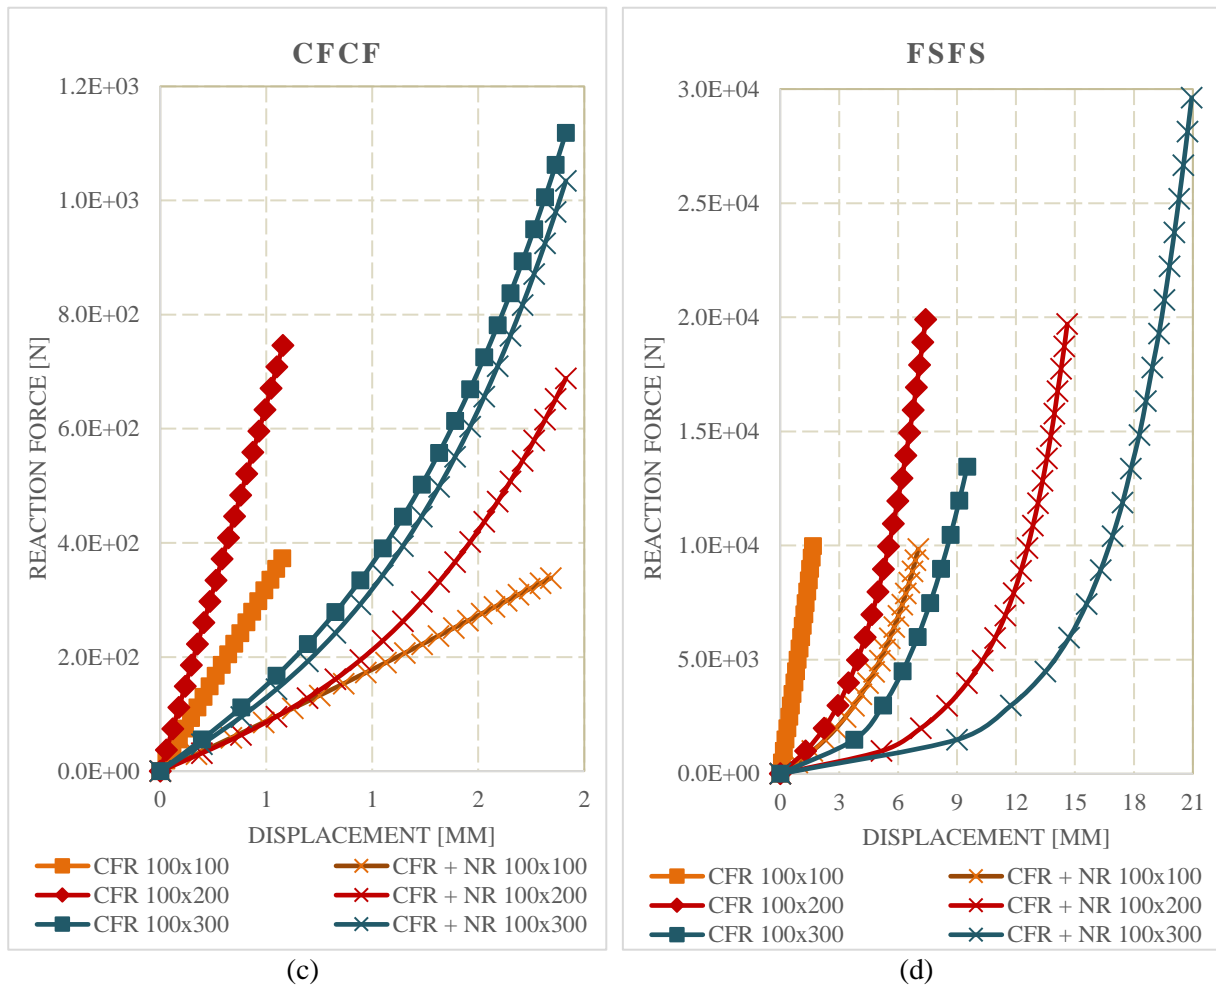 CFCF
1.2E+03
1.0E+03
8.0E+02
6.0E+02
4.0E+02
2.0E+02
0.0E+00
REACTION FORCE [N]
0 1 1 2 2
DISPLACEMENT [MM]
CFR 100x100 CFR + NR 100x100
CFR 100x200 CFR + NR 100x200
CFR 100x300 CFR + NR 100x300
(c)
FSFS
3.0E+04
2.5E+04
2.0E+04
1.5E+04
1.0E+04
5.0E+03
0.0E+00
REACTION FORCE [N]
0 3 6 9 12 15 18 21
DISPLACEMENT [MM]
CFR 100x100 CFR + NR 100x100
CFR 100x200 CFR + NR 100x200
CFR 100x300 CFR + NR 100x300
(d)